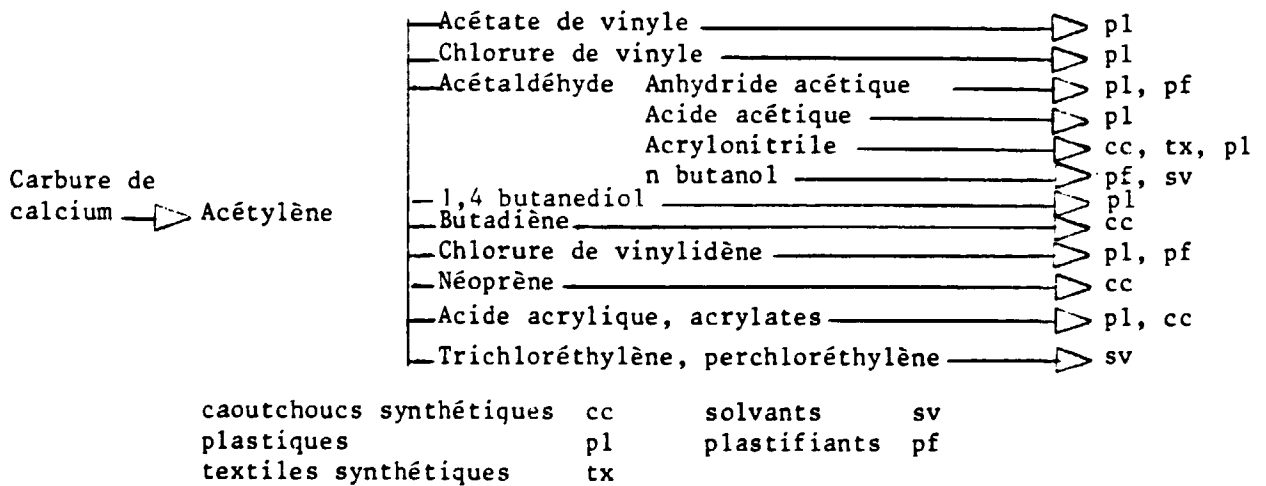 Acétate de vinyle pl
Chlorure de vinyle pl
Acétaldéhyde Anhydride acétique pl, pf
Acide acétique pl
Acrylonitrile cc, tx, pl
n butanol pf, sv
Carbure de
calcium Acétylène
1,4 butanediol pl
Butadiène cc
Chlorure de vinylidène pl, pf
Néoprène cc
Acide acrylique, acrylates pl, cc
Trichloréthylène, perchloréthylène sv
caoutchoucs synthétiques cc solvants sv
plastiques pl plastifiants pf
textiles synthétiques tx